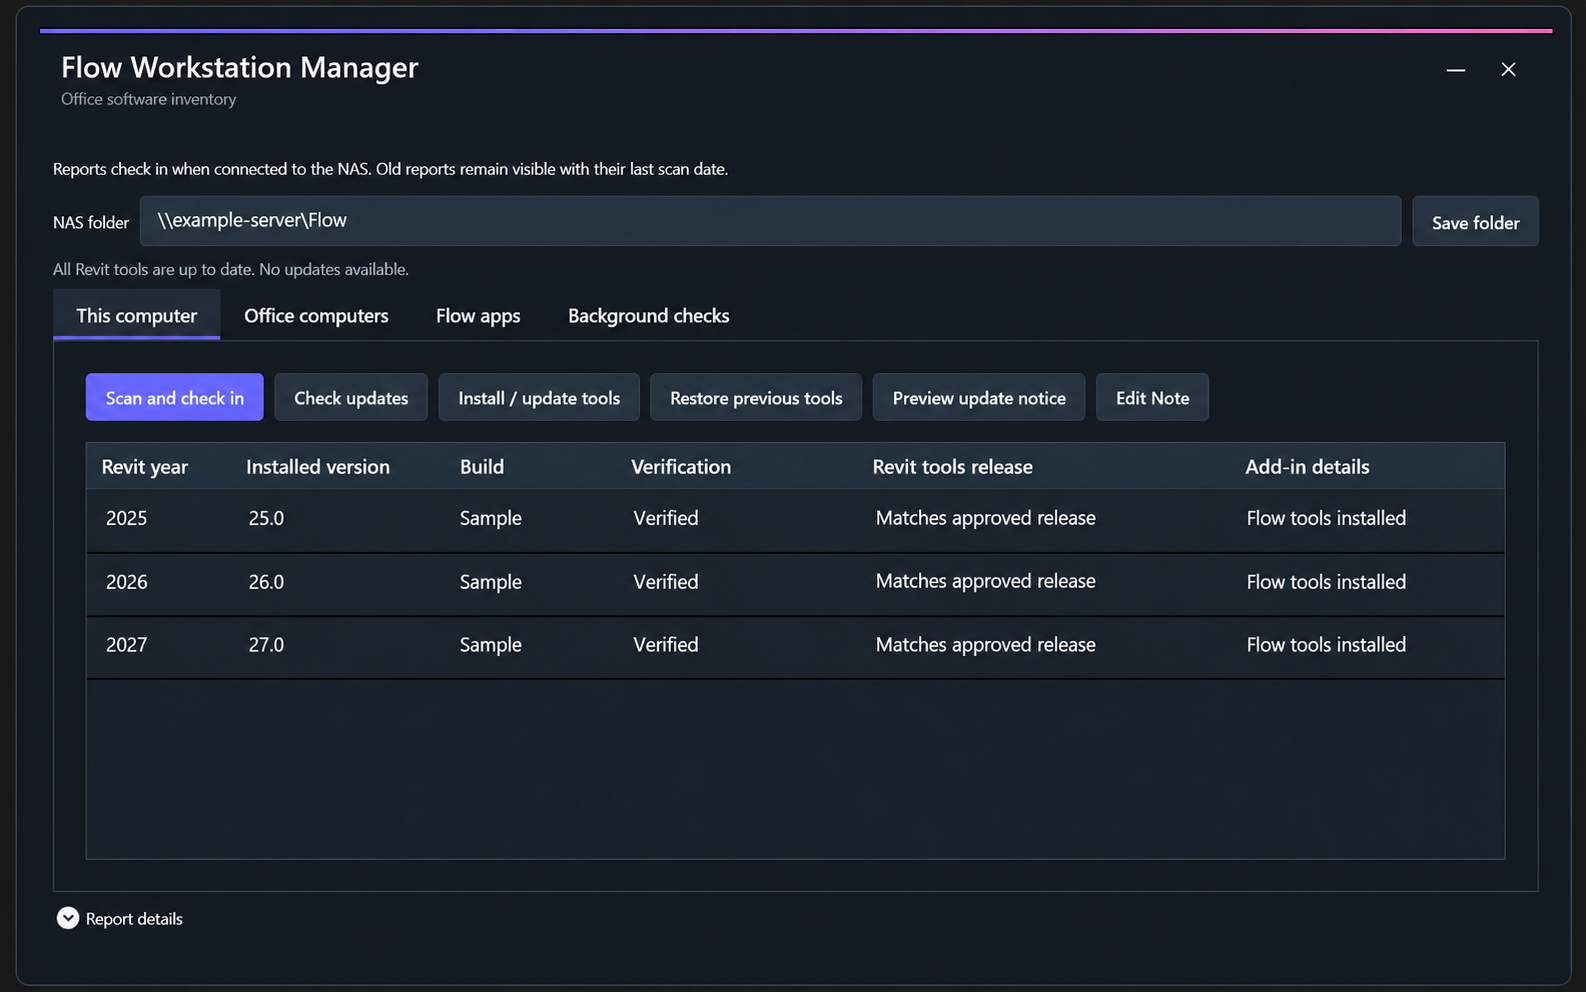 Flow Workstation Manager
Office software inventory
Reports check in when connected to the NAS. Old reports remain visible with their last scan date.
NAS folder \\example-server\Flow Save folder
All Revit tools are up to date. No updates available.
This computer Office computers Flow apps Background checks
Scan and check in Check updates Install / update tools Restore previous tools Preview update notice Edit Note
Revit year Installed version Build Verification Revit tools release Add-in details
2025 25.0 Sample Verified Matches approved release Flow tools installed
2026 26.0 Sample Verified Matches approved release Flow tools installed
2027 27.0 Sample Verified Matches approved release Flow tools installed
Report details